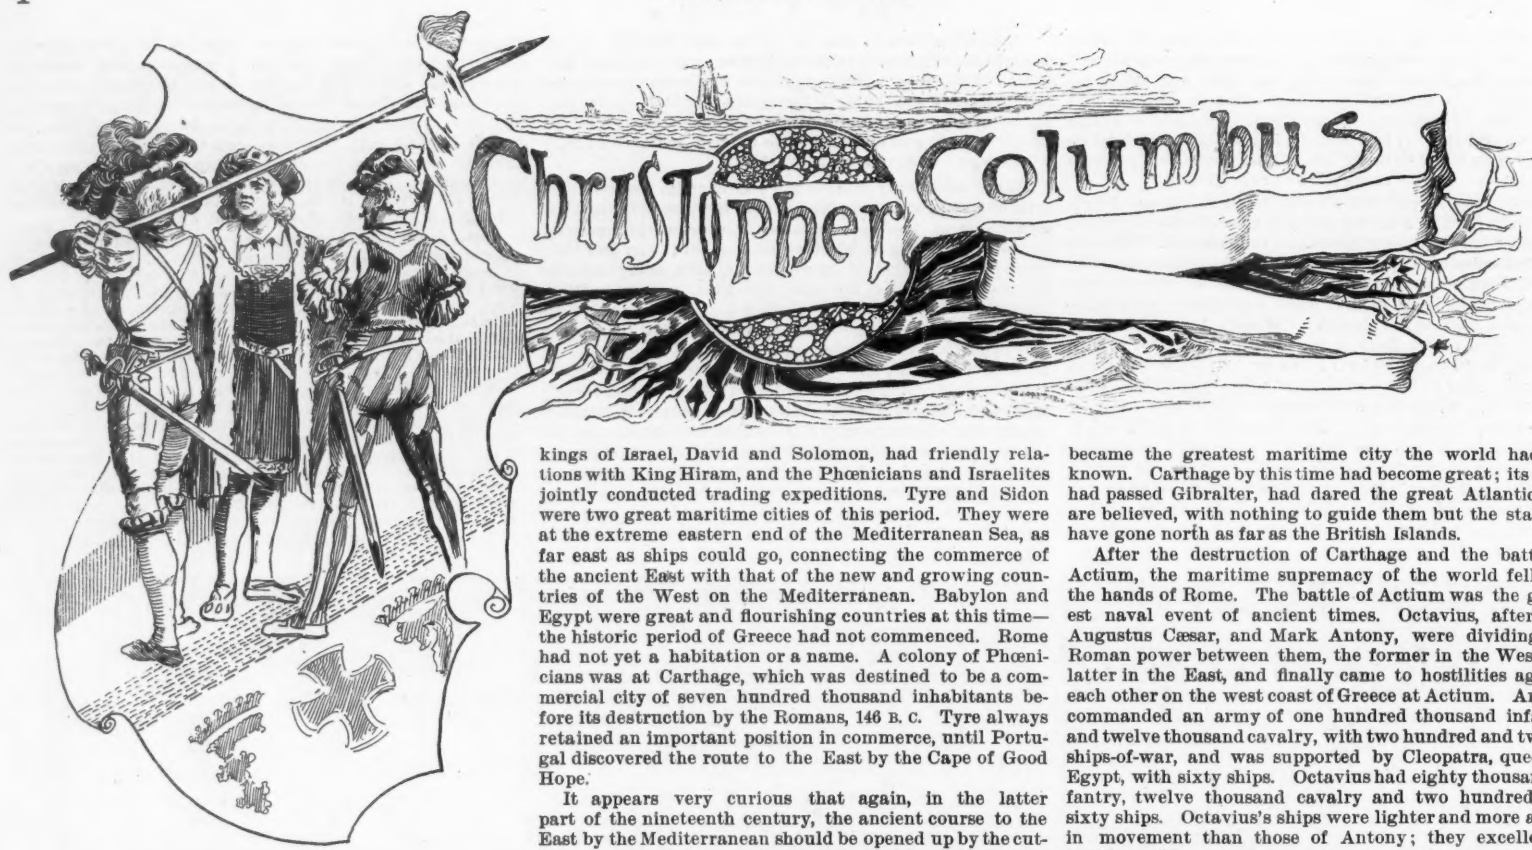 Christopher Columbus
kings of Israel, David and Solomon, had friendly rela-
tions with King Hiram, and the Phœnicians and Israelites
jointly conducted trading expeditions. Tyre and Sidon
were two great maritime cities of this period. They were
at the extreme eastern end of the Mediterranean Sea, as
far east as ships could go, connecting the commerce of
the ancient East with that of the new and growing coun-
tries of the West on the Mediterranean. Babylon and
Egypt were great and flourishing countries at this time—
the historic period of Greece had not commenced. Rome
had not yet a habitation or a name. A colony of Phœni-
cians was at Carthage, which was destined to be a com-
mercial city of seven hundred thousand inhabitants be-
fore its destruction by the Romans, 146 B. C. Tyre always
retained an important position in commerce, until Portu-
gal discovered the route to the East by the Cape of Good
Hope.
It appears very curious that again, in the latter
part of the nineteenth century, the ancient course to the
East by the Mediterranean should be opened up by the cut-
became the greatest maritime city the world had
known. Carthage by this time had become great; its
had passed Gibralter, had dared the great Atlantic
are believed, with nothing to guide them but the sta
have gone north as far as the British Islands.
After the destruction of Carthage and the batt
Actium, the maritime supremacy of the world fell
the hands of Rome. The battle of Actium was the g
est naval event of ancient times. Octavius, after
Augustus Cæsar, and Mark Antony, were dividing
Roman power between them, the former in the Wes
latter in the East, and finally came to hostilities ag
each other on the west coast of Greece at Actium. An
commanded an army of one hundred thousand inf
and twelve thousand cavalry, with two hundred and tw
ships-of-war, and was supported by Cleopatra, que
Egypt, with sixty ships. Octavius had eighty thousan
fantry, twelve thousand cavalry and two hundred
sixty ships. Octavius's ships were lighter and more a
in movement than those of Antony; they excelle